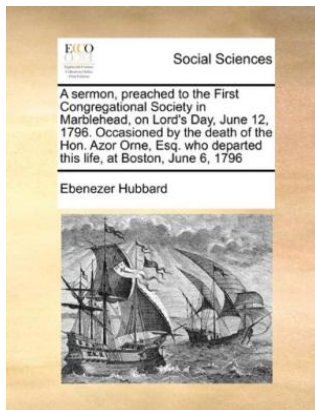 ECCO
Social Sciences
A sermon, preached to the First
Congregational Society in
Marblehead, on Lord's Day, June 12,
1796. Occasioned by the death of the
Hon. Azor Orne, Esq. who departed
this life, at Boston, June 6, 1796
Ebenezer Hubbard